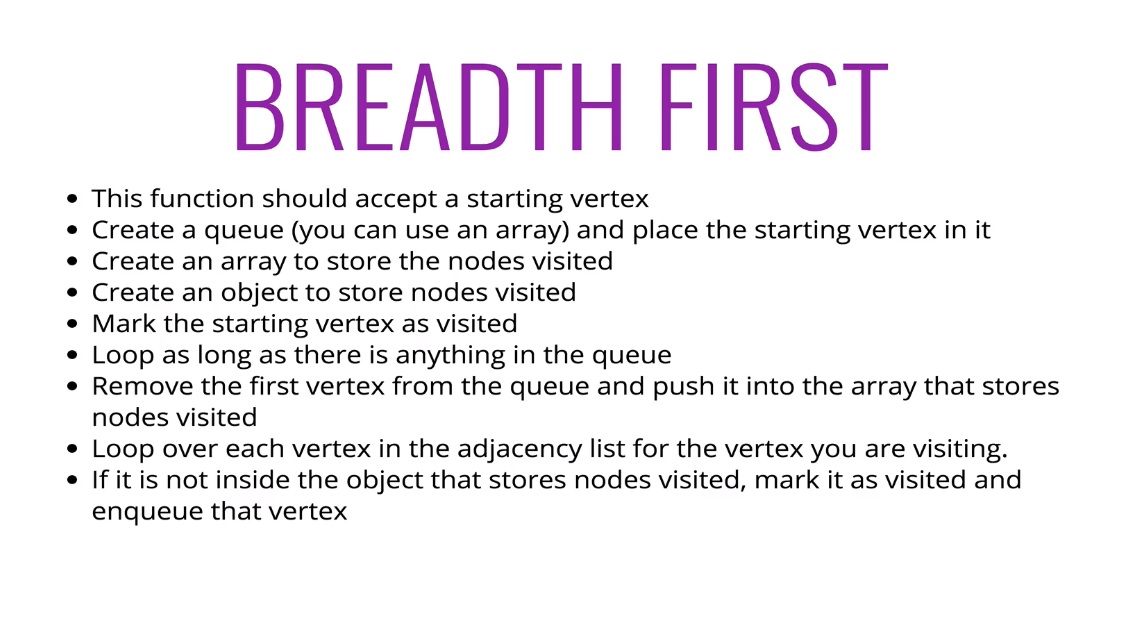 BREADTH FIRST
• This function should accept a starting vertex
• Create a queue (you can use an array) and place the starting vertex in it
• Create an array to store the nodes visited
• Create an object to store nodes visited
• Mark the starting vertex as visited
• Loop as long as there is anything in the queue
• Remove the first vertex from the queue and push it into the array that stores
nodes visited
• Loop over each vertex in the adjacency list for the vertex you are visiting.
• If it is not inside the object that stores nodes visited, mark it as visited and
enqueue that vertex